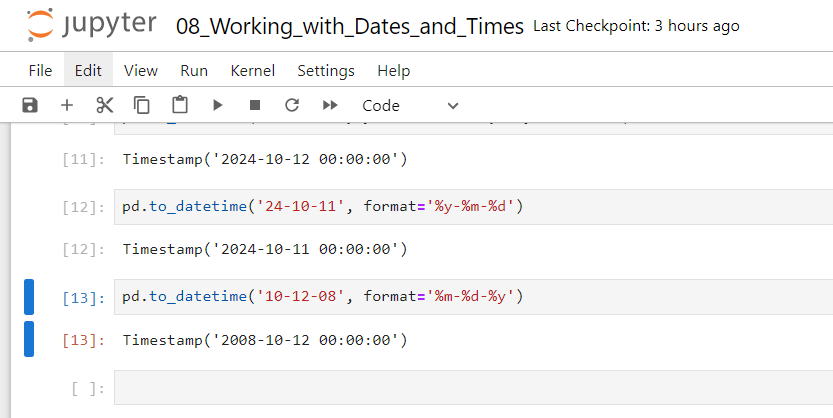 jupyter 08_Working_with_Dates_and_Times Last Checkpoint: 3 hours ago
File Edit View Run Kernel Settings Help
Code
[11]: Timestamp('2024-10-12 00:00:00')
[12]: pd.to_datetime('24-10-11', format='%y-%m-%d')
[12]: Timestamp('2024-10-11 00:00:00')
[13]: pd.to_datetime('10-12-08', format='%m-%d-%y')
[13]: Timestamp('2008-10-12 00:00:00')
[ ]: